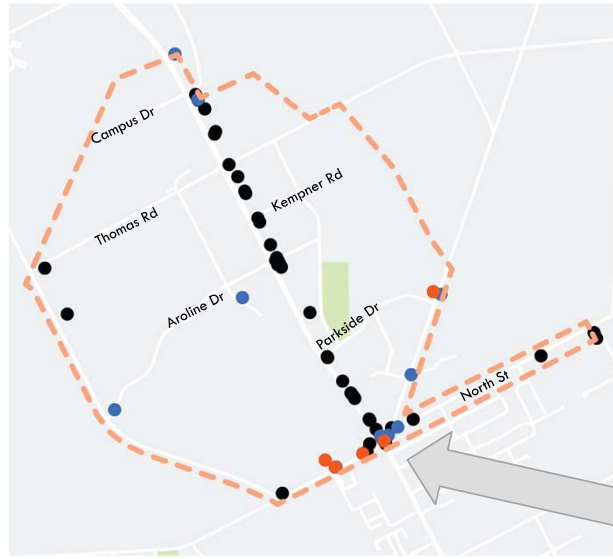 Campus Dr
Kempner Rd
Thomas Rd
Aroline Dr
Parkside Dr
North St